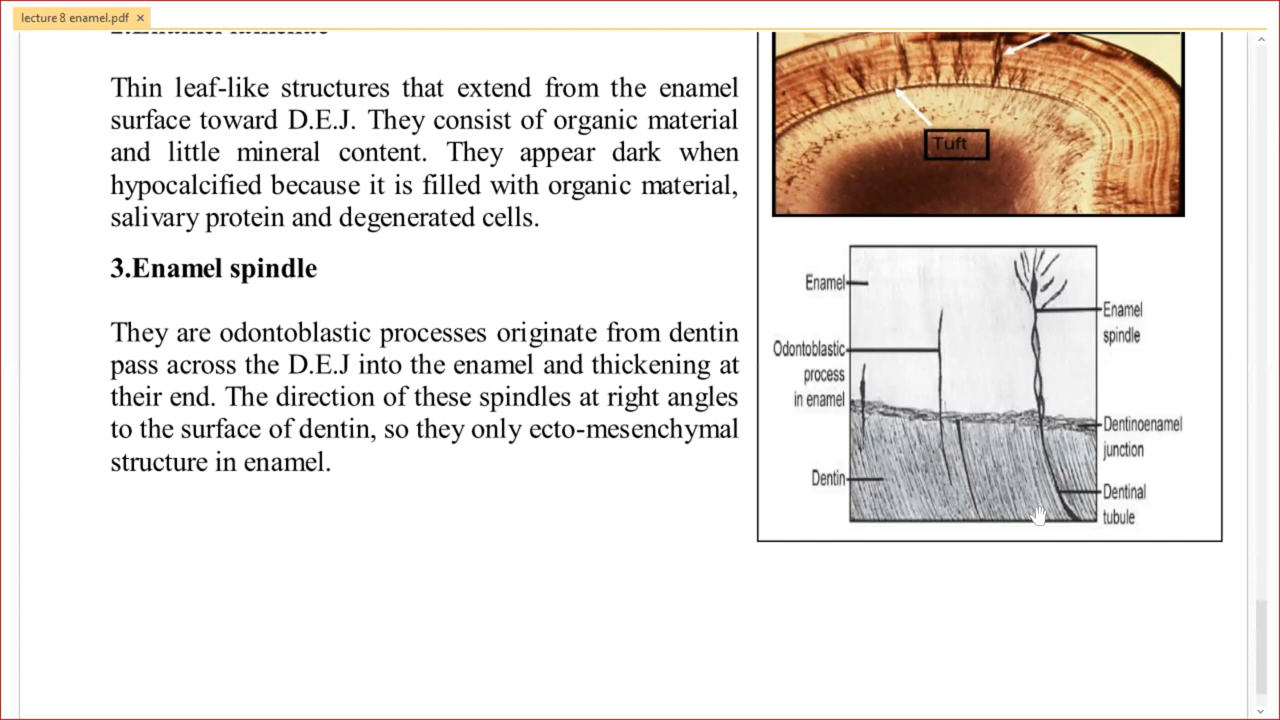 lecture 8 enamel.pdf
2.Enamel lamellae
Thin leaf-like structures that extend from the enamel
surface toward D.E.J. They consist of organic material
and little mineral content. They appear dark when
hypocalcified because it is filled with organic material,
salivary protein and degenerated cells.
3.Enamel spindle
They are odontoblastic processes originate from dentin
pass across the D.E.J into the enamel and thickening at
their end. The direction of these spindles at right angles
to the surface of dentin, so they only ecto-mesenchymal
structure in enamel.
Tuft
Enamel
Odontoblastic
process
in enamel
Dentin
Enamel
spindle
Dentinoenamel
junction
Dentinal
tubule